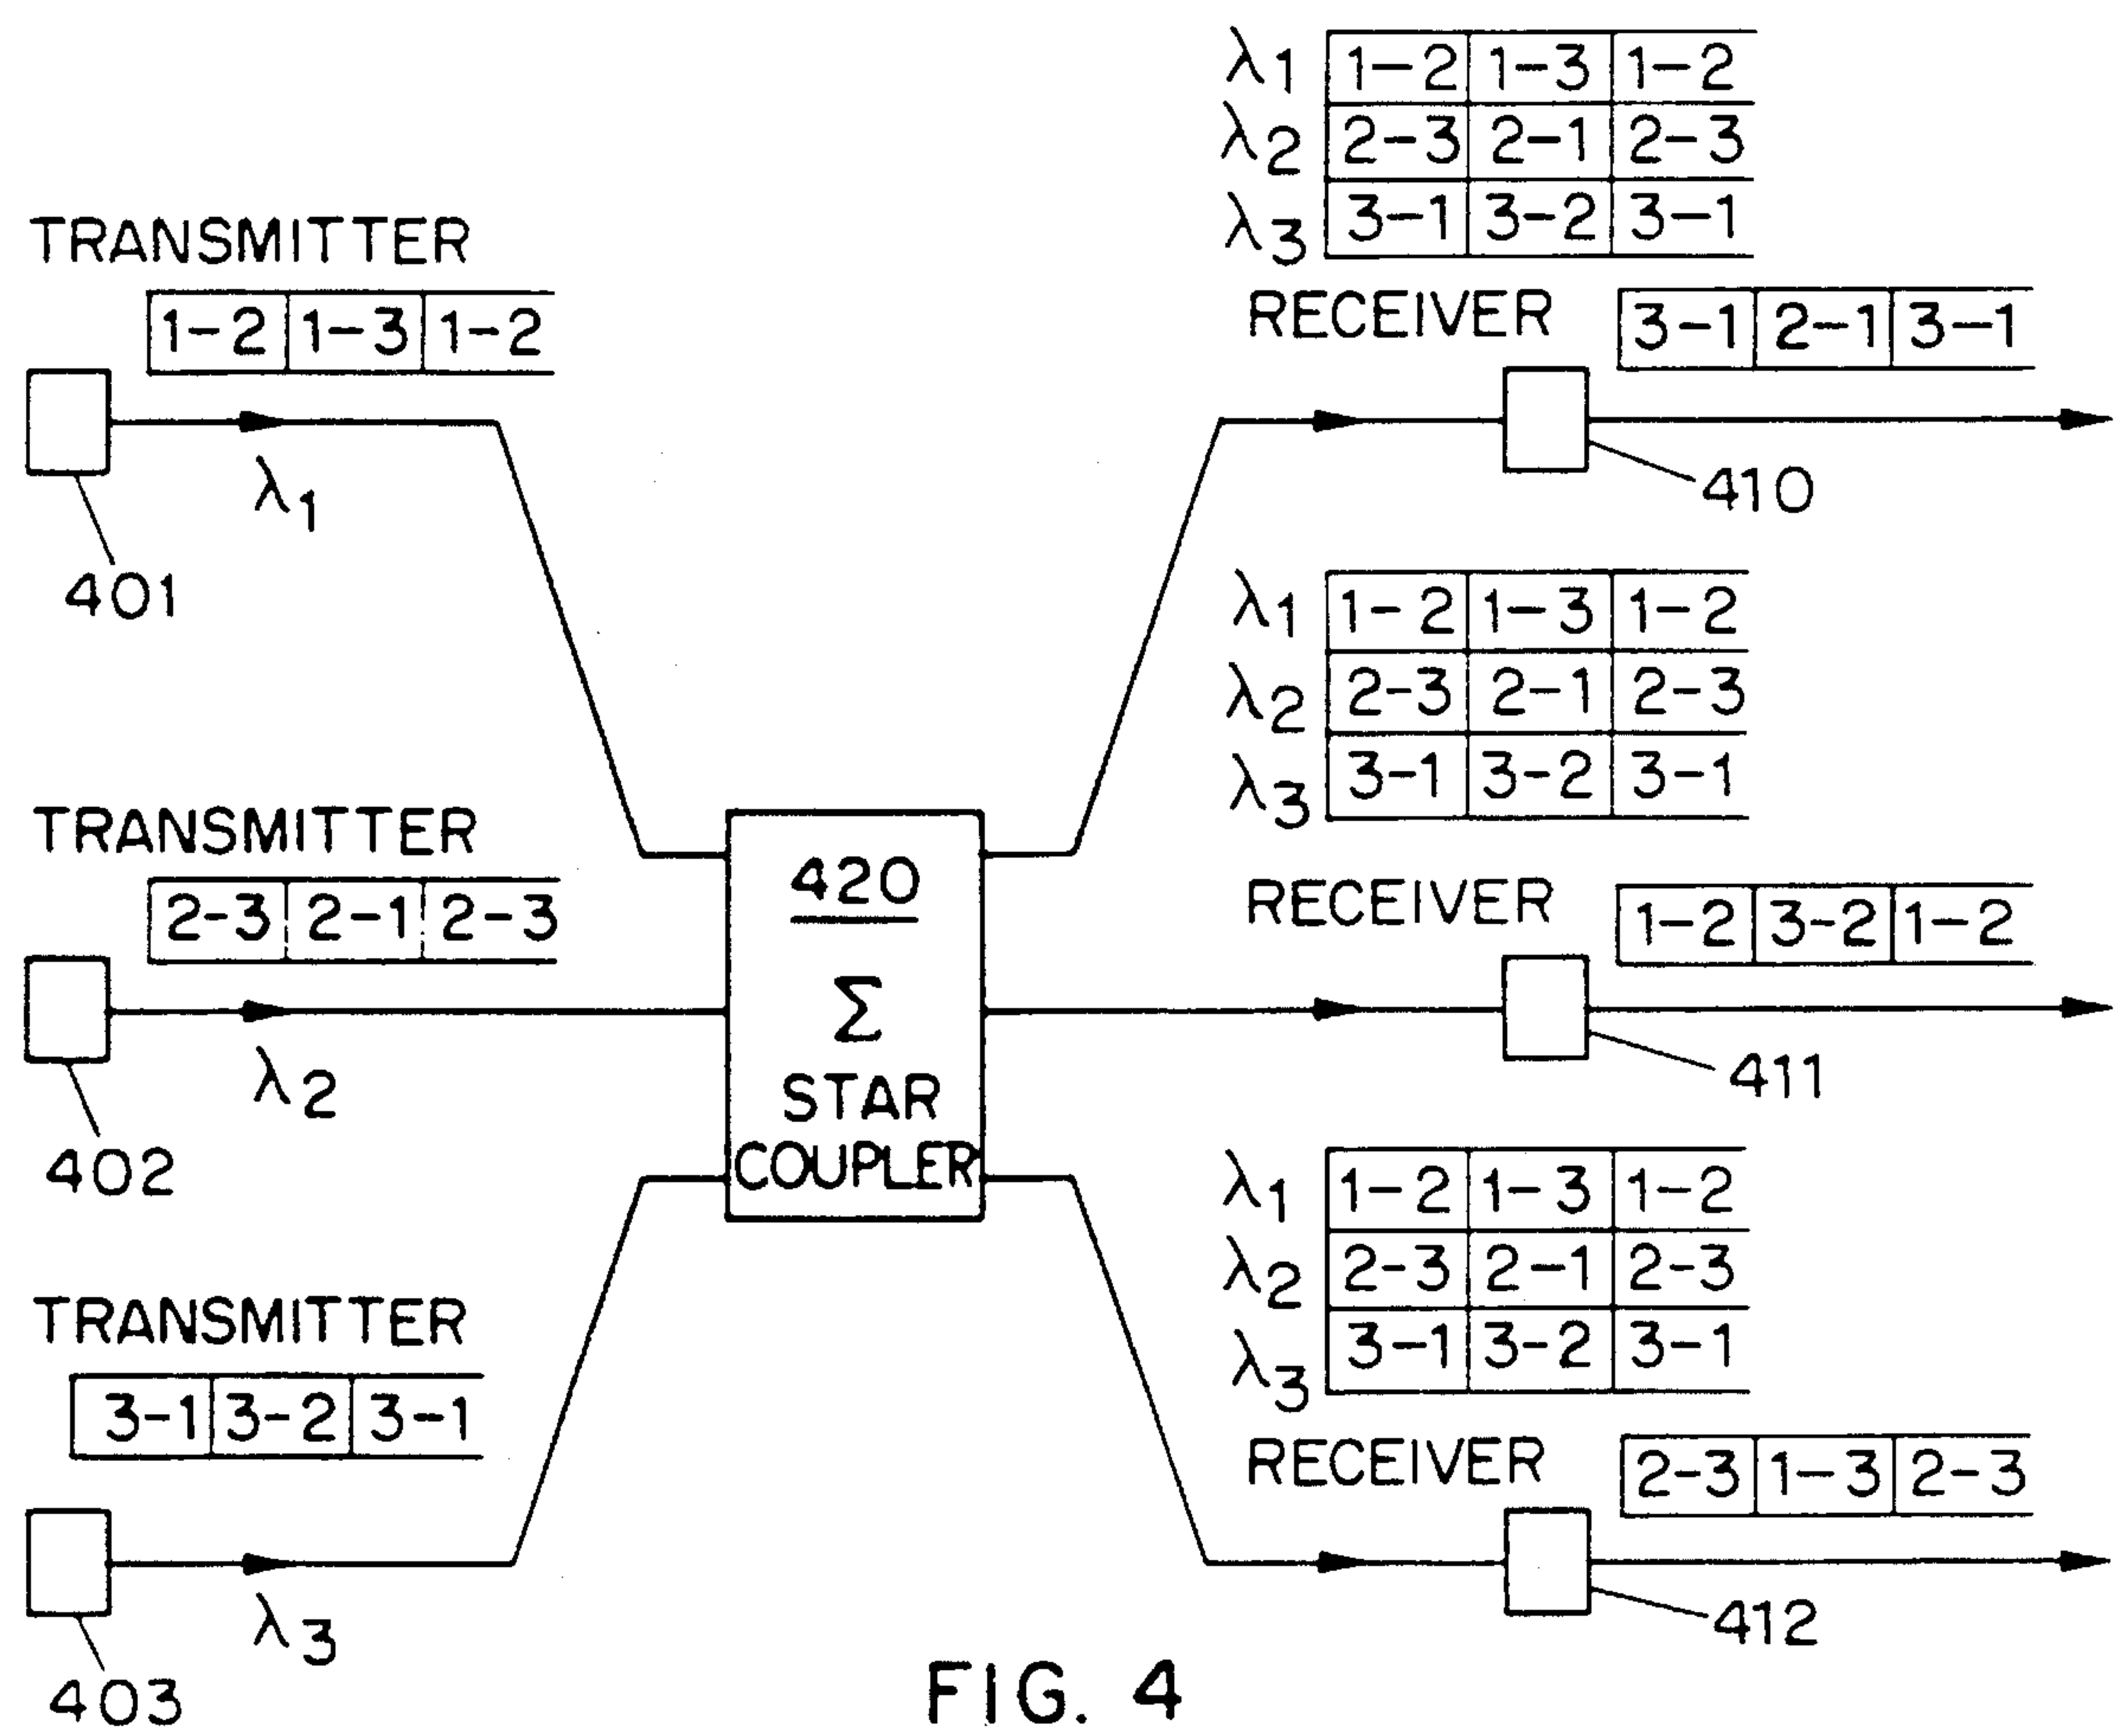 TRANSMITTER
1-2 1-3 1-2
λ1
401
TRANSMITTER
2-3 2-1 2-3
λ2
402
TRANSMITTER
3-1 3-2 3-1
λ3
403
420
Σ
STAR
COUPLER
λ1 1-2 1-3 1-2
λ2 2-3 2-1 2-3
λ3 3-1 3-2 3-1
RECEIVER 3-1 2-1 3-1
410
λ1 1-2 1-3 1-2
λ2 2-3 2-1 2-3
λ3 3-1 3-2 3-1
RECEIVER 1-2 3-2 1-2
411
λ1 1-2 1-3 1-2
λ2 2-3 2-1 2-3
λ3 3-1 3-2 3-1
RECEIVER 2-3 1-3 2-3
412
FIG. 4